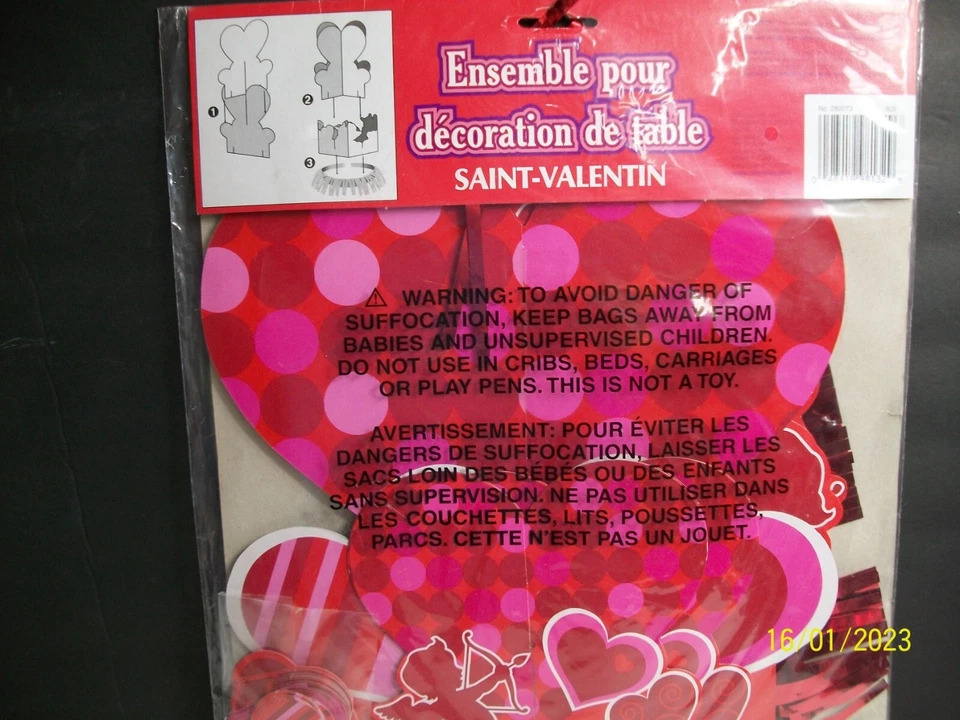 1
2
3
Ensemble pour
décoration de table
SAINT-VALENTIN
⚠ WARNING: TO AVOID DANGER OF
SUFFOCATION, KEEP BAGS AWAY FROM
BABIES AND UNSUPERVISED CHILDREN.
DO NOT USE IN CRIBS, BEDS, CARRIAGES
OR PLAY PENS. THIS IS NOT A TOY.
AVERTISSEMENT: POUR ÉVITER LES
DANGERS DE SUFFOCATION, LAISSER LES
SACS LOIN DES BÉBÉS OU DES ENFANTS
SANS SUPERVISION. NE PAS UTILISER DANS
LES COUCHETTES, LITS, POUSSETTES,
PARCS. CETTE N'EST PAS UN JOUET.
16/01/2023